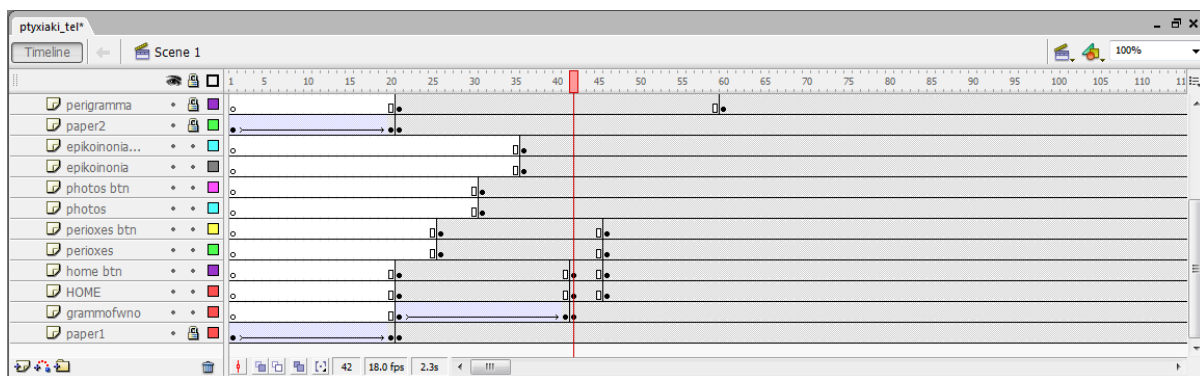 ptyxiaki_tel*
Timeline Scene 1 100%
1 5 10 15 20 25 30 35 40 45 50 55 60 65 70 75 80 85 90 95 100 105 110 11
perigramma
paper2
epikoinonia...
epikoinonia
photos btn
photos
perioxes btn
perioxes
home btn
HOME
grammofwno
paper1
42 18.0 fps 2.3s